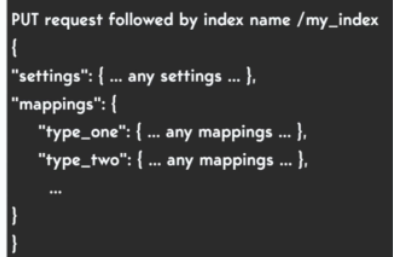 PUT request followed by index name /my_index
{
"settings": { ... any settings ... },
"mappings": {
"type_one": { ... any mappings ... },
"type_two": { ... any mappings ... },
...
}
}